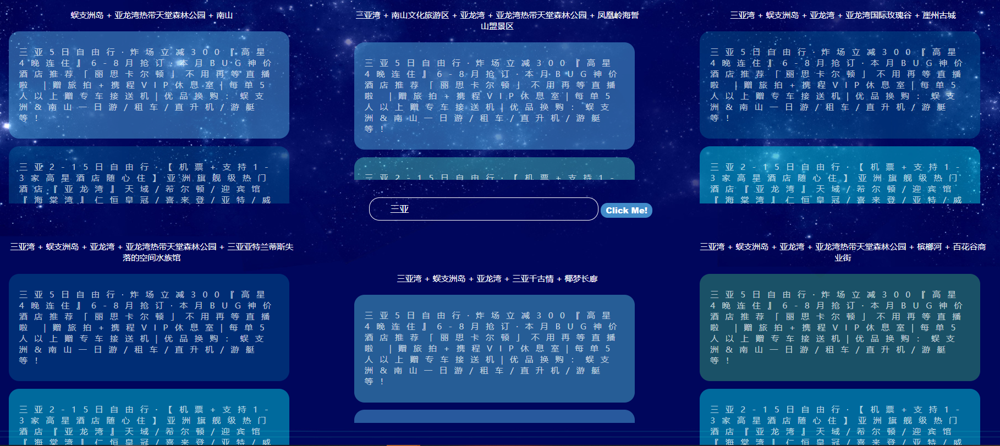 蜈支洲岛 + 亚龙湾热带天堂森林公园 + 南山
三亚5日自由行·炸场立减300『高星
4晚连住』6-8月抢订·本月BUG神价
酒店推荐「丽思卡尔顿」不用再等直播
啦 |赠旅拍+携程VIP休息室|每单5
人以上赠专车接送机|优品换购：蜈支
洲&南山一日游/租车/直升机/游艇
等！
三亚2-15日自由行·【机票+支持1-
3家高星酒店随心住】亚洲旗舰级热门
酒店『亚龙湾』天域/希尔顿/迎宾馆
『海棠湾』仁恒皇冠/喜来登/亚特/威
三亚湾 + 南山文化旅游区 + 亚龙湾 + 亚龙湾热带天堂森林公园 + 凤凰岭海誓
山盟景区
三亚5日自由行·炸场立减300『高星
4晚连住』6-8月抢订·本月BUG神价
酒店推荐「丽思卡尔顿」不用再等直播
啦 |赠旅拍+携程VIP休息室|每单5
人以上赠专车接送机|优品换购：蜈支
洲&南山一日游/租车/直升机/游艇
等！
三亚2-15日自由行·【机票+支持1-
三亚湾 + 蜈支洲岛 + 亚龙湾 + 亚龙湾国际玫瑰谷 + 崖州古城
三亚5日自由行·炸场立减300『高星
4晚连住』6-8月抢订·本月BUG神价
酒店推荐「丽思卡尔顿」不用再等直播
啦 |赠旅拍+携程VIP休息室|每单5
人以上赠专车接送机|优品换购：蜈支
洲&南山一日游/租车/直升机/游艇
等！
三亚2-15日自由行·【机票+支持1-
3家高星酒店随心住】亚洲旗舰级热门
酒店『亚龙湾』天域/希尔顿/迎宾馆
『海棠湾』仁恒皇冠/喜来登/亚特/威
三亚
Click Me!
三亚湾 + 蜈支洲岛 + 亚龙湾 + 亚龙湾热带天堂森林公园 + 三亚亚特兰蒂斯失
落的空间水族馆
三亚5日自由行·炸场立减300『高星
4晚连住』6-8月抢订·本月BUG神价
酒店推荐「丽思卡尔顿」不用再等直播
啦 |赠旅拍+携程VIP休息室|每单5
人以上赠专车接送机|优品换购：蜈支
洲&南山一日游/租车/直升机/游艇
等！
三亚2-15日自由行·【机票+支持1-
3家高星酒店随心住】亚洲旗舰级热门
酒店『亚龙湾』天域/希尔顿/迎宾馆
『海棠湾』仁恒皇冠/喜来登/亚特/威
三亚湾 + 蜈支洲岛 + 亚龙湾 + 三亚千古情 + 椰梦长廊
三亚5日自由行·炸场立减300『高星
4晚连住』6-8月抢订·本月BUG神价
酒店推荐「丽思卡尔顿」不用再等直播
啦 |赠旅拍+携程VIP休息室|每单5
人以上赠专车接送机|优品换购：蜈支
洲&南山一日游/租车/直升机/游艇
等！
三亚湾 + 蜈支洲岛 + 亚龙湾 + 亚龙湾热带天堂森林公园 + 槟榔河 + 百花谷商
业街
三亚5日自由行·炸场立减300『高星
4晚连住』6-8月抢订·本月BUG神价
酒店推荐「丽思卡尔顿」不用再等直播
啦 |赠旅拍+携程VIP休息室|每单5
人以上赠专车接送机|优品换购：蜈支
洲&南山一日游/租车/直升机/游艇
等！
三亚2-15日自由行·【机票+支持1-
3家高星酒店随心住】亚洲旗舰级热门
酒店『亚龙湾』天域/希尔顿/迎宾馆
『海棠湾』仁恒皇冠/喜来登/亚特/威